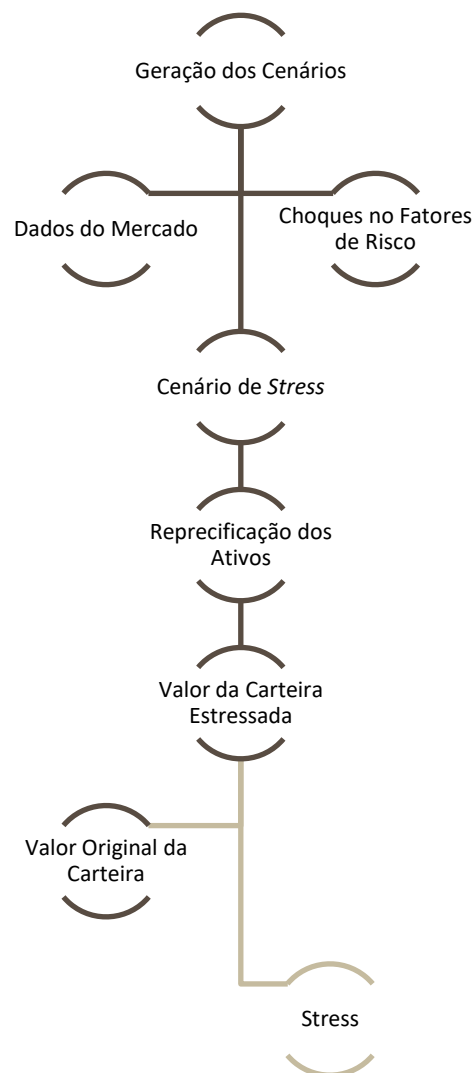 Geração dos Cenários
Dados do Mercado
Choques no Fatores
de Risco
Cenário de Stress
Reprecificação dos
Ativos
Valor da Carteira
Estressada
Valor Original da
Carteira
Stress